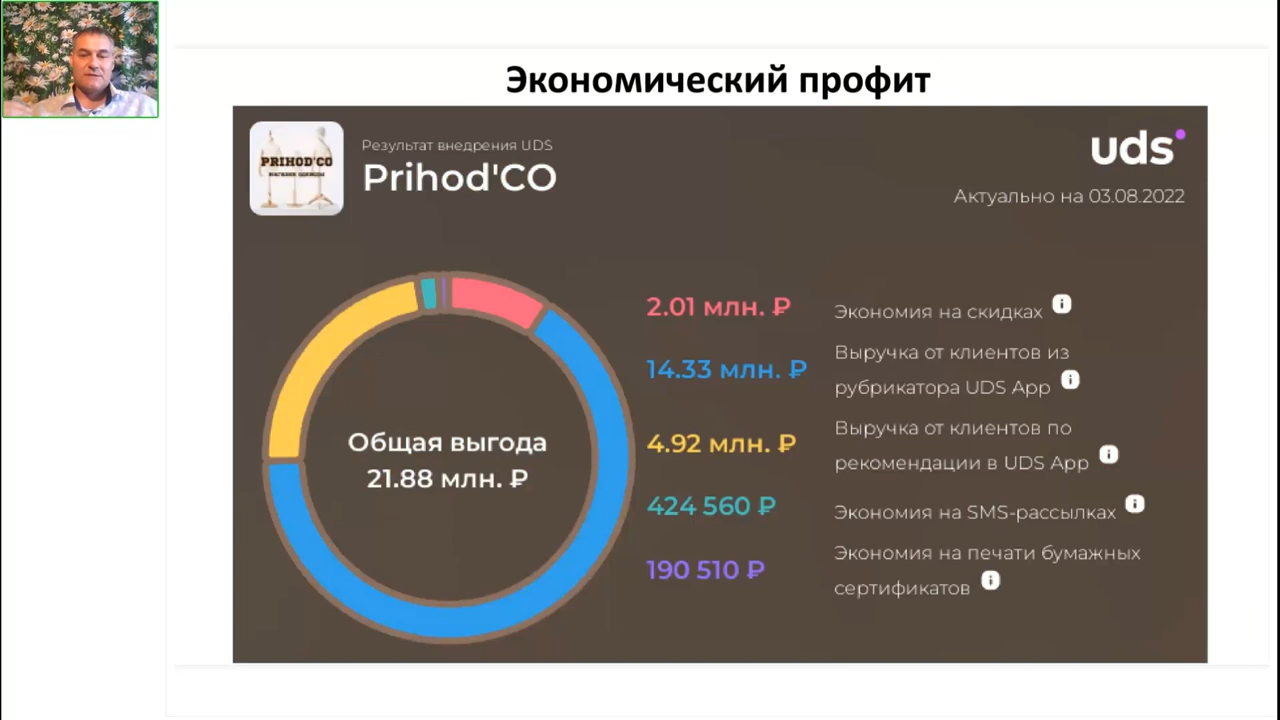 Экономический профит
PRIHOD'CO
МАГАЗИН ОДЕЖДЫ
Результат внедрения UDS
Prihod'CO
uds
Актуально на 03.08.2022
Общая выгода
21.88 млн. ₽
2.01 млн. ₽
Экономия на скидках
14.33 млн. ₽
Выручка от клиентов из
рубрикатора UDS App
4.92 млн. ₽
Выручка от клиентов по
рекомендации в UDS App
424 560 ₽
Экономия на SMS-рассылках
190 510 ₽
Экономия на печати бумажных
сертификатов